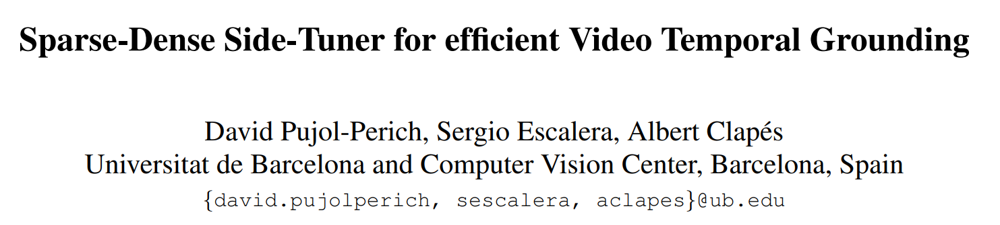 Sparse-Dense Side-Tuner for efficient Video Temporal Grounding
David Pujol-Perich, Sergio Escalera, Albert Clapés
Universitat de Barcelona and Computer Vision Center, Barcelona, Spain
{david.pujolperich, sescalera, aclapes}@ub.edu